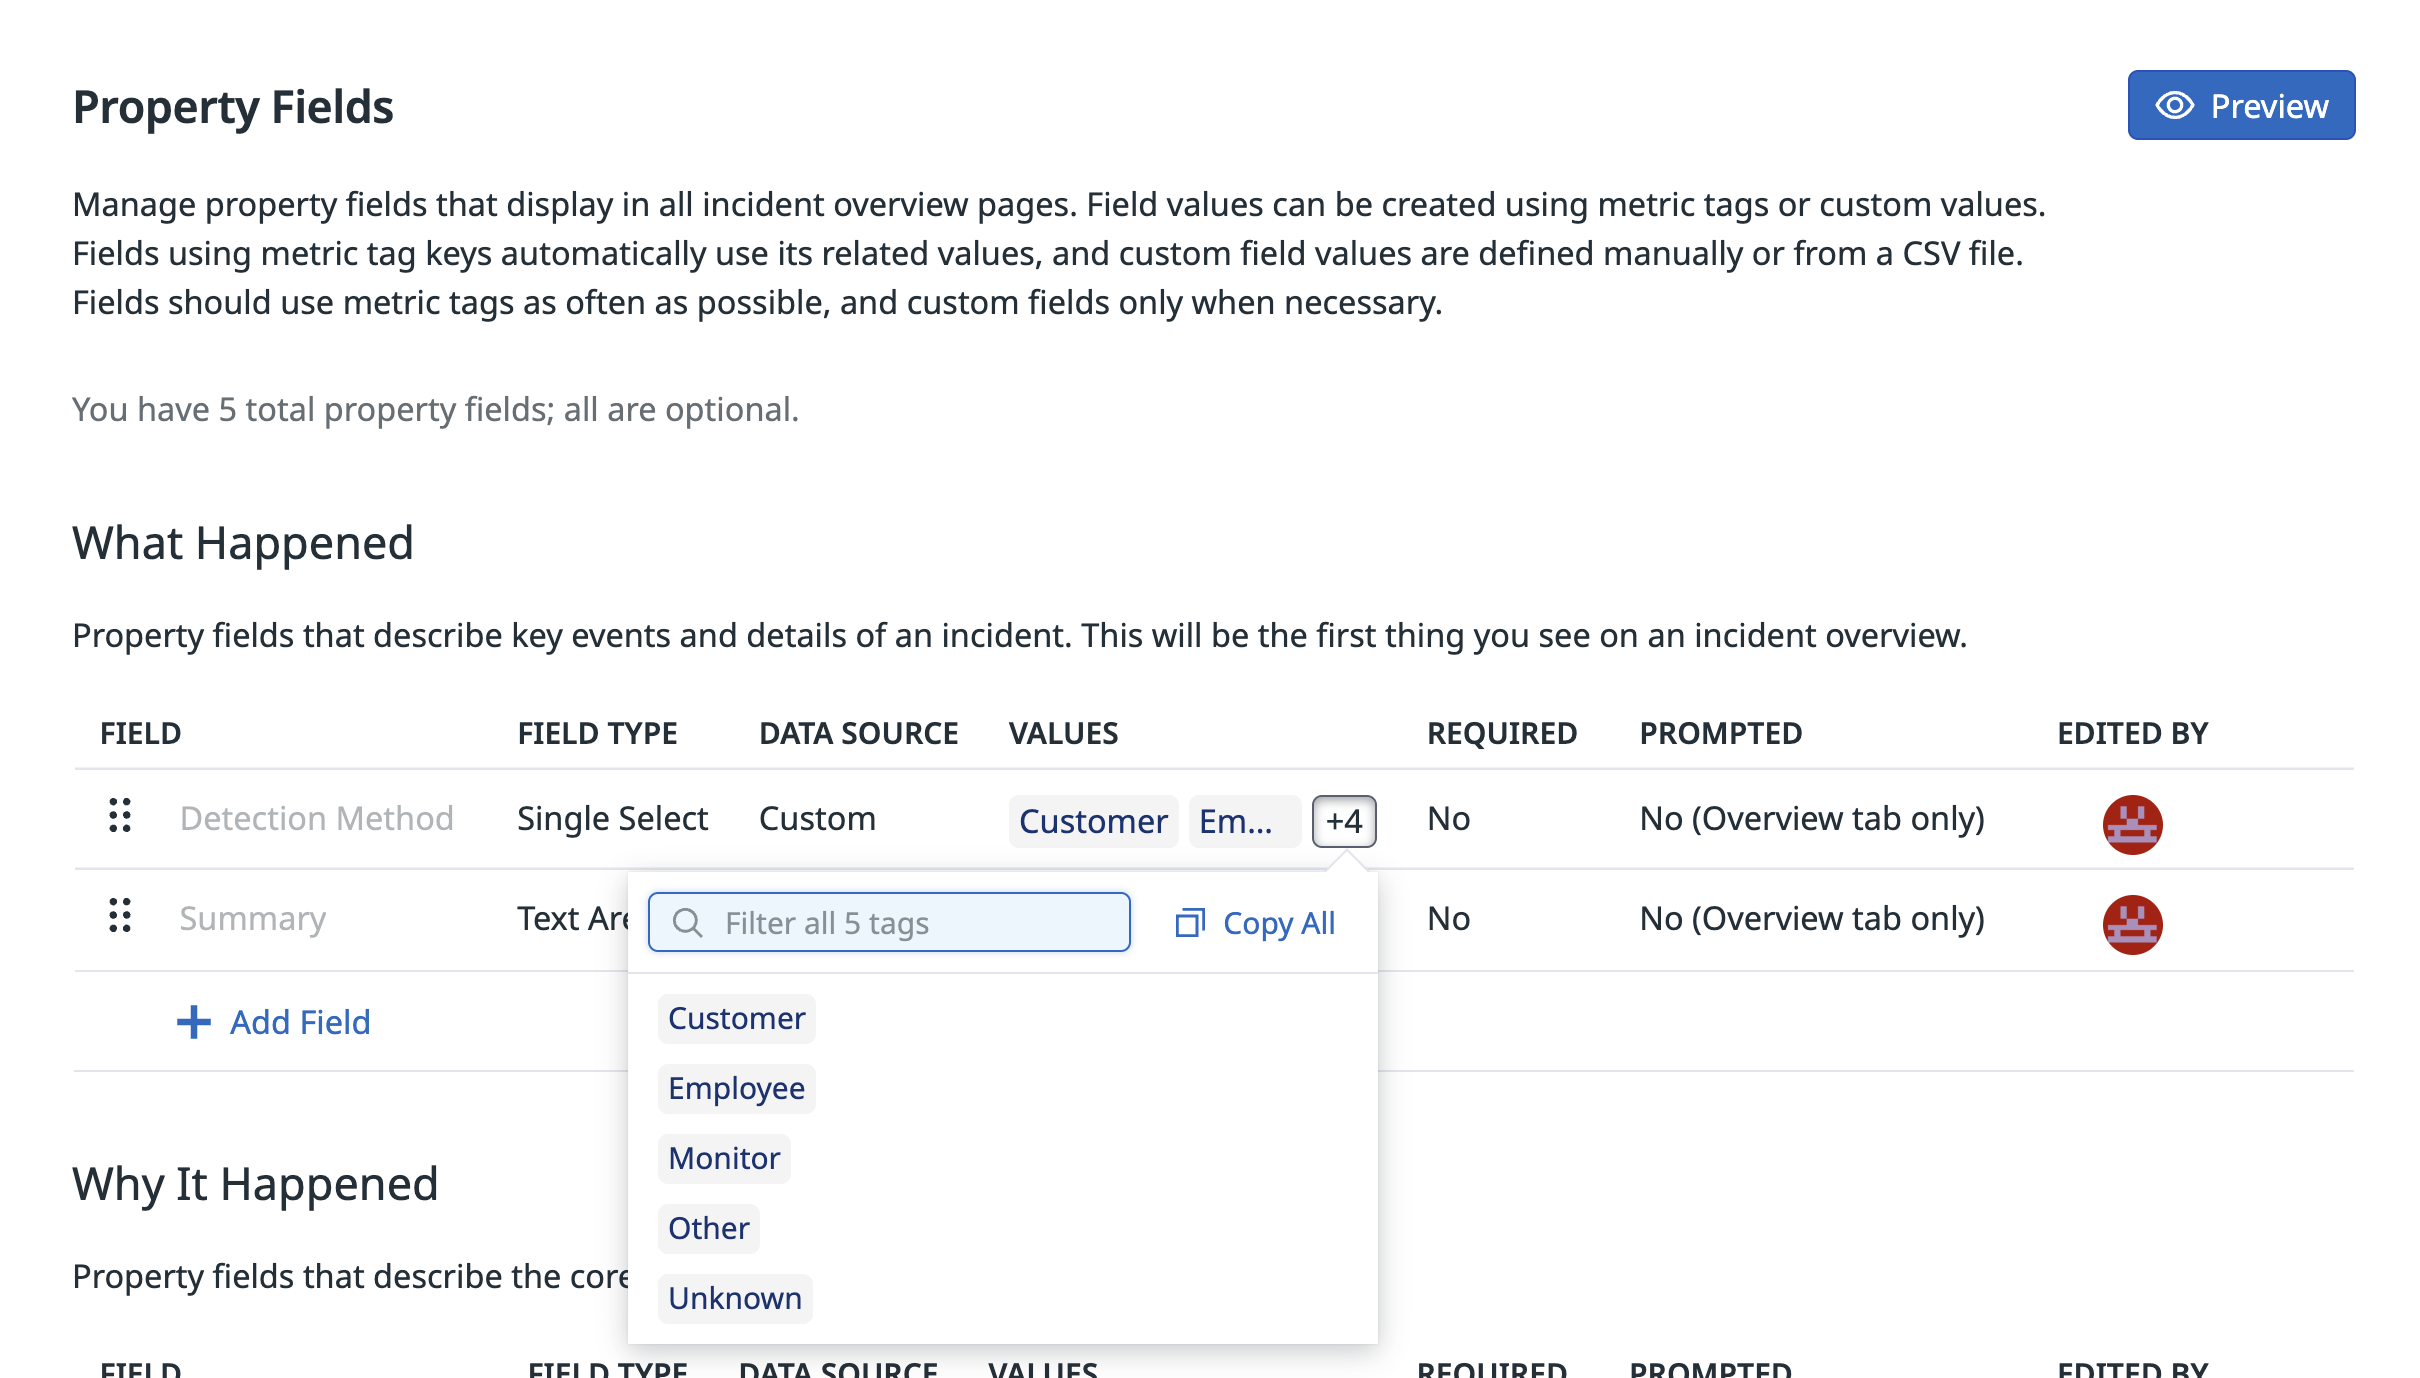 Property Fields
Preview
Manage property fields that display in all incident overview pages. Field values can be created using metric tags or custom values.
Fields using metric tag keys automatically use its related values, and custom field values are defined manually or from a CSV file.
Fields should use metric tags as often as possible, and custom fields only when necessary.
You have 5 total property fields; all are optional.
What Happened
Property fields that describe key events and details of an incident. This will be the first thing you see on an incident overview.
FIELD FIELD TYPE DATA SOURCE VALUES REQUIRED PROMPTED EDITED BY
Detection Method Single Select Custom Customer Em... +4 No No (Overview tab only)
Summary Text Are No No (Overview tab only)
Filter all 5 tags Copy All
Add Field
Customer
Employee
Monitor
Other
Unknown
Why It Happened
Property fields that describe the core
FIELD FIELD TYPE DATA SOURCE VALUES REQUIRED PROMPTED EDITED BY